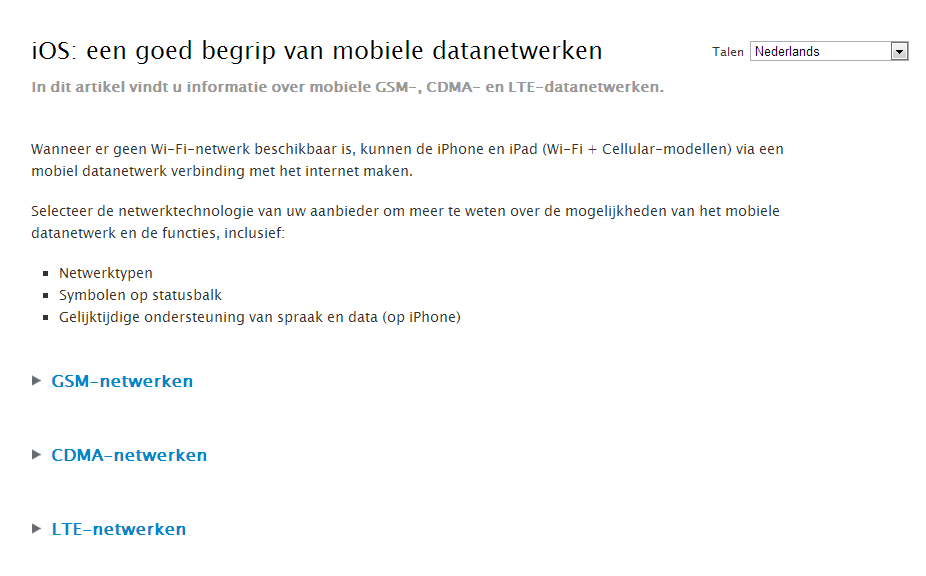 iOS: een goed begrip van mobiele datanetwerken
Talen Nederlands
In dit artikel vindt u informatie over mobiele GSM-, CDMA- en LTE-datanetwerken.
Wanneer er geen Wi-Fi-netwerk beschikbaar is, kunnen de iPhone en iPad (Wi-Fi + Cellular-modellen) via een
mobiel datanetwerk verbinding met het internet maken.
Selecteer de netwerktechnologie van uw aanbieder om meer te weten over de mogelijkheden van het mobiele
datanetwerk en de functies, inclusief:
Netwerktypen
Symbolen op statusbalk
Gelijktijdige ondersteuning van spraak en data (op iPhone)
GSM-netwerken
CDMA-netwerken
LTE-netwerken